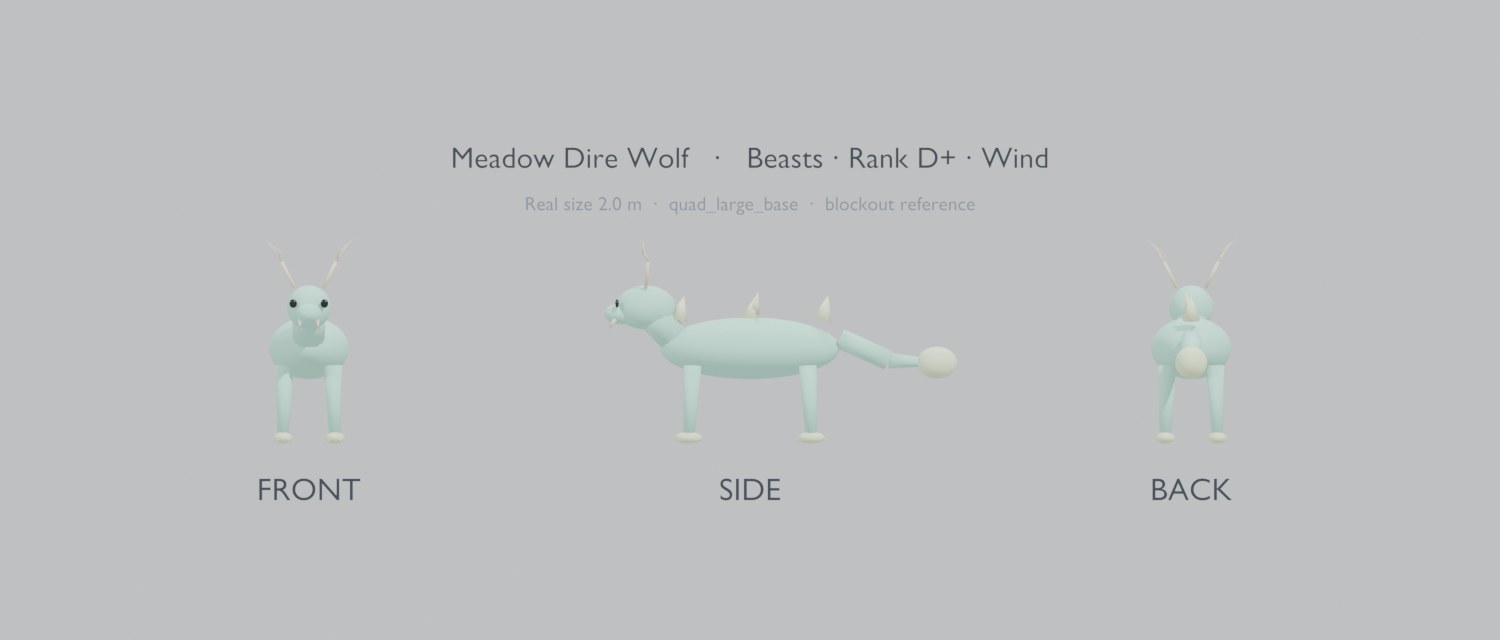 Meadow Dire Wolf · Beasts · Rank D+ · Wind
Real size 2.0 m · quad_large_base · blockout reference
FRONT
SIDE
BACK